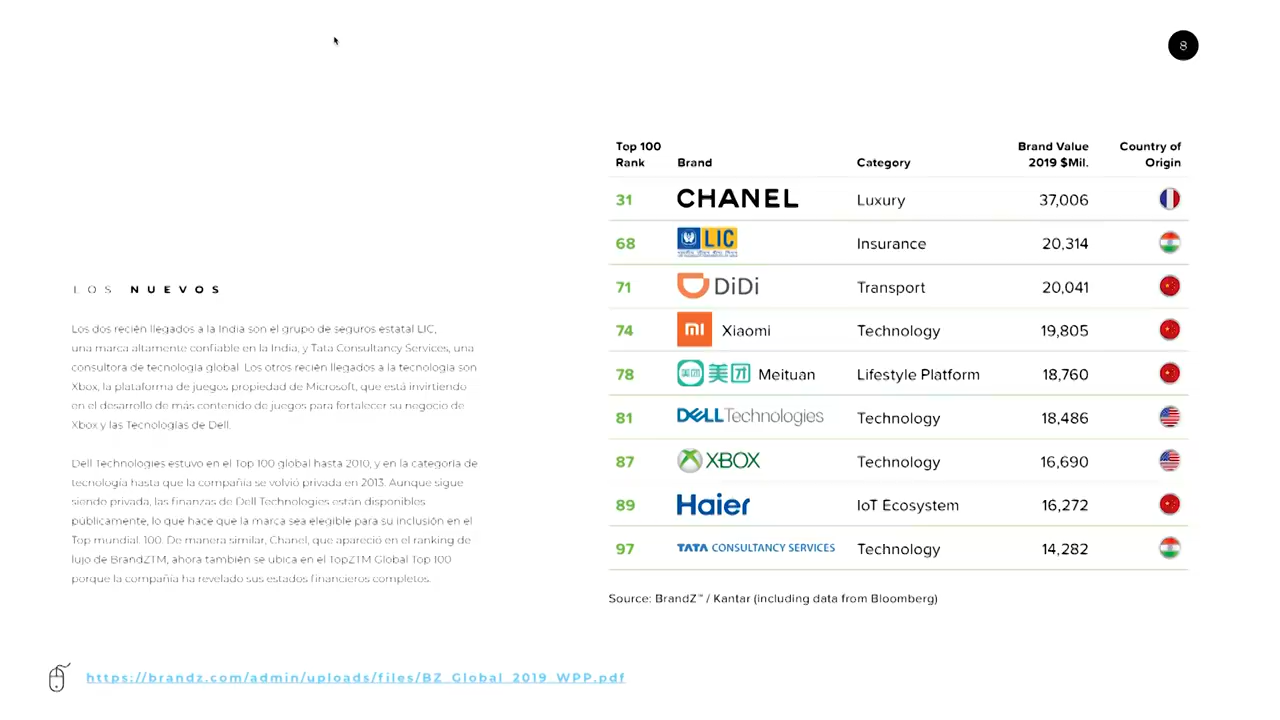 8
LOS NUEVOS
Los dos recién llegados a la India son el grupo de seguros estatal LIC,
una marca altamente confiable en la India, y Tata Consultancy Services, una
consultora de tecnología global. Los otros recién llegados a la tecnología son
Xbox, la plataforma de juegos propiedad de Microsoft, que está invirtiendo
en el desarrollo de más contenido de juegos para fortalecer su negocio de
Xbox y las Tecnologías de Dell.
Dell Technologies estuvo en el Top 100 global hasta 2010, y en la categoría de
tecnología hasta que la compañía se volvió privada en 2013. Aunque sigue
siendo privada, las finanzas de Dell Technologies están disponibles
públicamente, lo que hace que la marca sea elegible para su inclusión en el
Top mundial. 100. De manera similar, Chanel, que apareció en el ranking de
lujo de BrandZTM, ahora también se ubica en el TopZTM Global Top 100
porque la compañía ha revelado sus estados financieros completos.
Top 100 Rank Brand Category Brand Value 2019 $Mil. Country of Origin
31 CHANEL Luxury 37,006
68 LIC Insurance 20,314
71 DiDi Transport 20,041
74 mi Xiaomi Technology 19,805
78 美团 Meituan Lifestyle Platform 18,760
81 DELLTechnologies Technology 18,486
87 XBOX Technology 16,690
89 Haier IoT Ecosystem 16,272
97 TATA CONSULTANCY SERVICES Technology 14,282
Source: BrandZ™ / Kantar (including data from Bloomberg)
https://brandz.com/admin/uploads/files/BZ_Global_2019_WPP.pdf